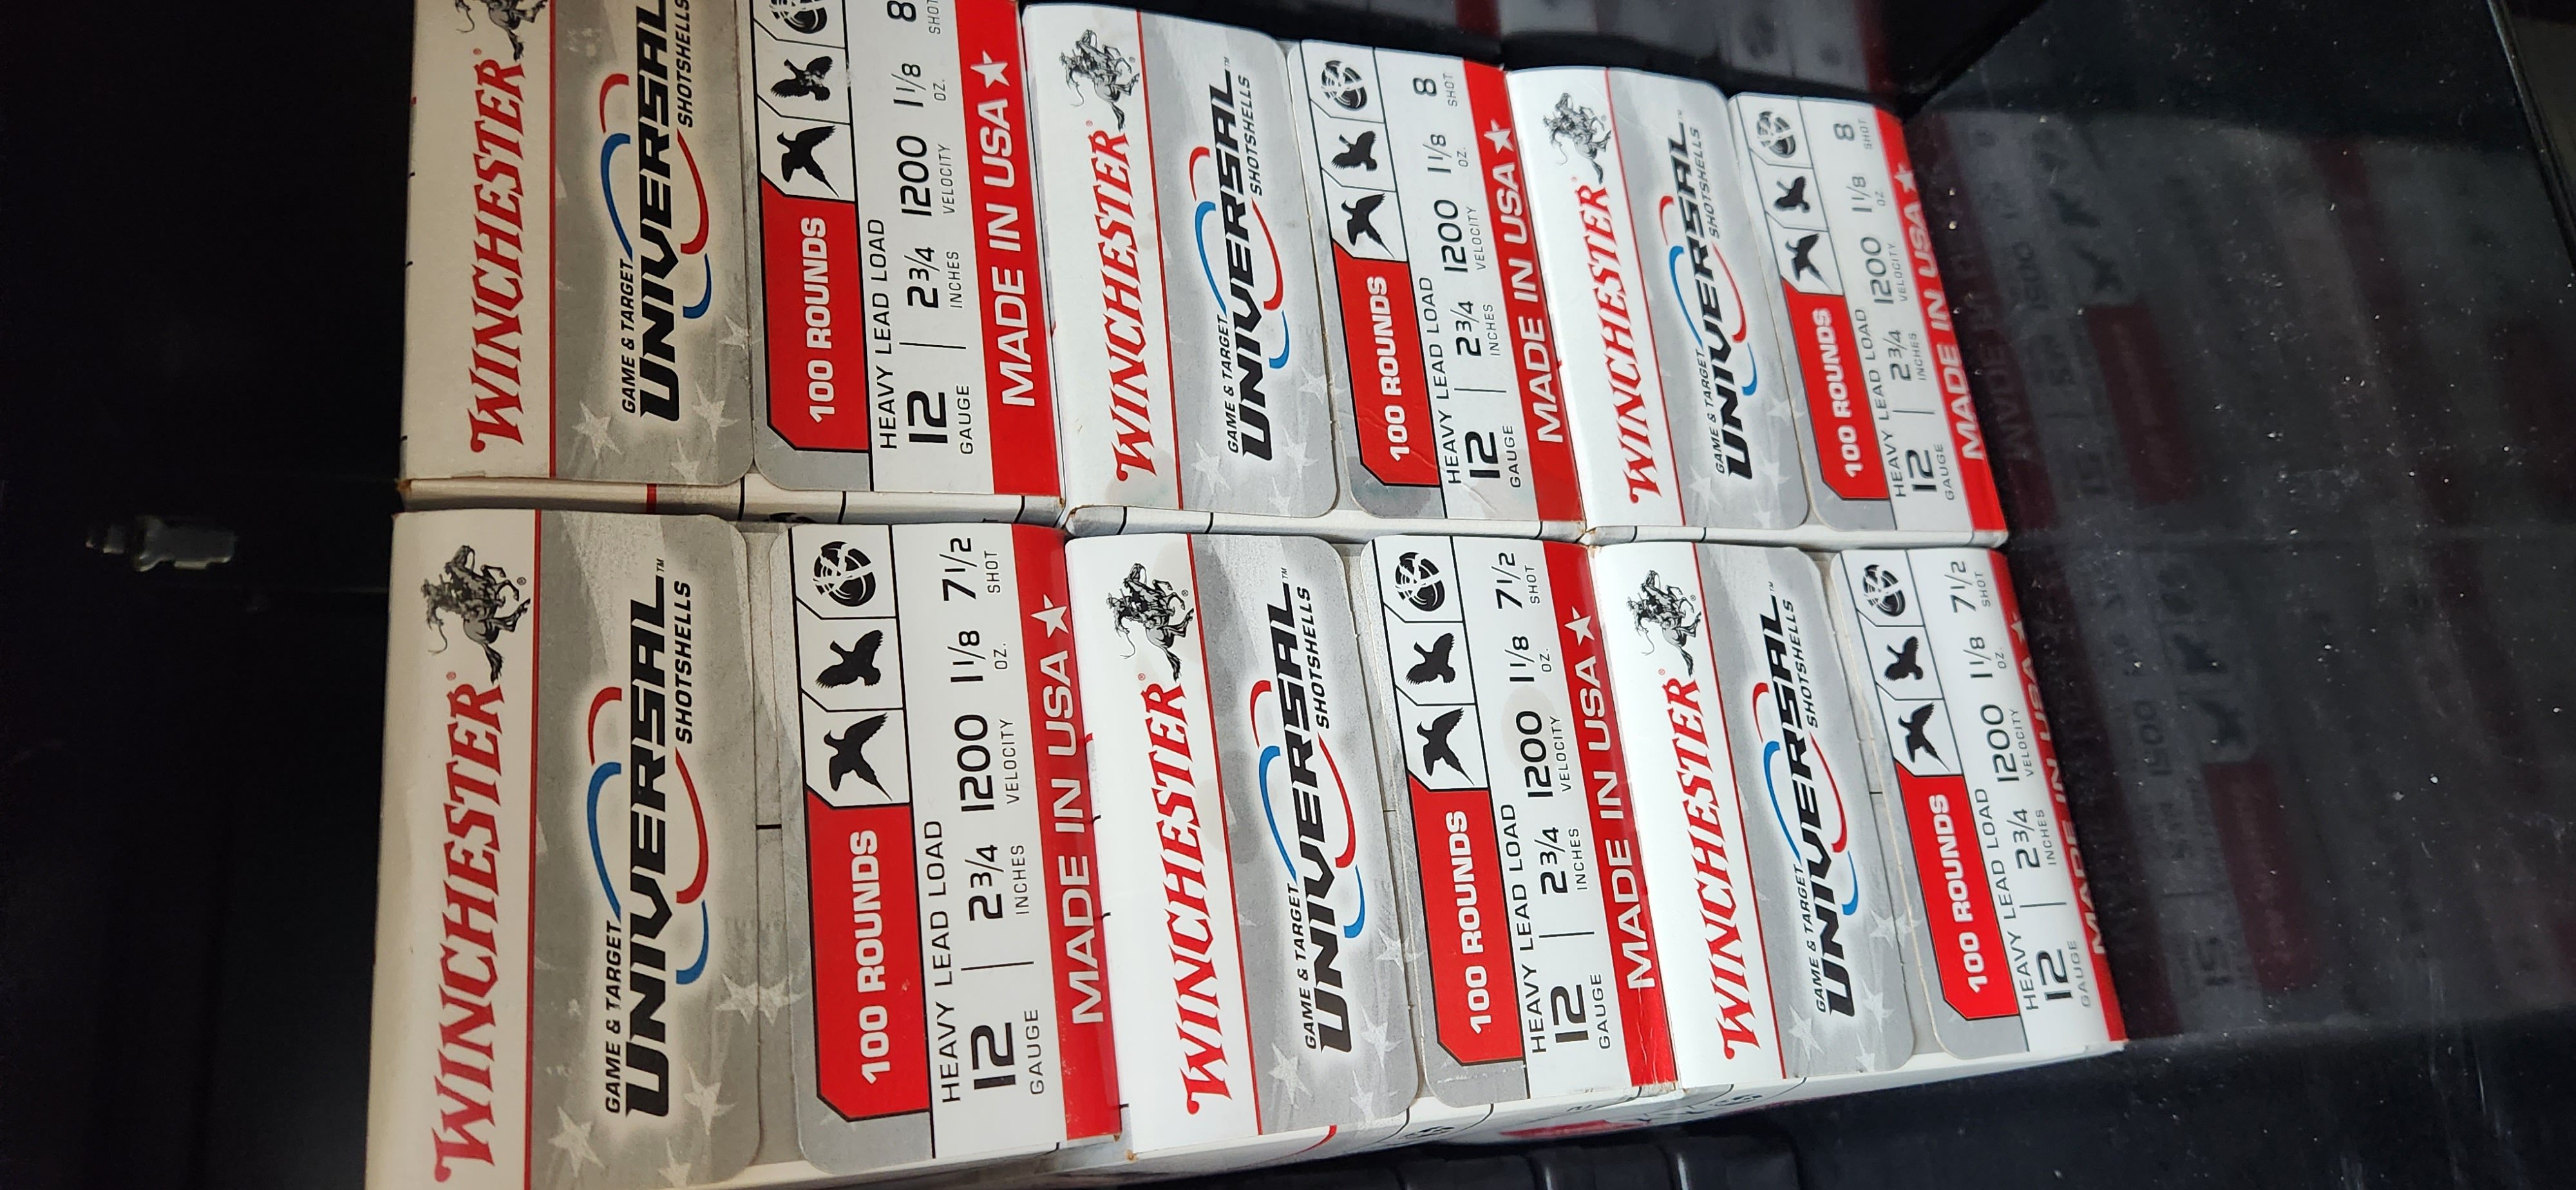 WINCHESTER®
GAME & TARGET
UNIVERSAL™
SHOTSHELLS
100 ROUNDS
HEAVY LEAD LOAD
12 | 2 3/4 1200 1 1/8 7 1/2
GAUGE INCHES VELOCITY OZ. SHOT
MADE IN USA
WINCHESTER®
GAME & TARGET
UNIVERSAL
SHOTSHELLS
100 ROUNDS
HEAVY LEAD LOAD
12 | 2 3/4 1200 1 1/8 8
GAUGE INCHES VELOCITY OZ. SHOT
MADE IN USA
WINCHESTER®
GAME & TARGET
UNIVERSAL™
SHOTSHELLS
100 ROUNDS
HEAVY LEAD LOAD
12 | 2 3/4 1200 1 1/8 7 1/2
GAUGE INCHES VELOCITY OZ. SHOT
MADE IN USA
WINCHESTER®
GAME & TARGET
UNIVERSAL™
SHOTSHELLS
100 ROUNDS
HEAVY LEAD LOAD
12 | 2 3/4 1200 1 1/8 8
GAUGE INCHES VELOCITY OZ. SHOT
MADE IN USA
WINCHESTER®
GAME & TARGET
UNIVERSAL™
SHOTSHELLS
100 ROUNDS
HEAVY LEAD LOAD
12 | 2 3/4 1200 1 1/8 7 1/2
GAUGE INCHES VELOCITY OZ. SHOT
MADE IN USA
WINCHESTER®
GAME & TARGET
UNIVERSAL™
SHOTSHELLS
100 ROUNDS
HEAVY LEAD LOAD
12 | 2 3/4 1200 1 1/8 8
GAUGE INCHES VELOCITY OZ. SHOT
MADE IN USA